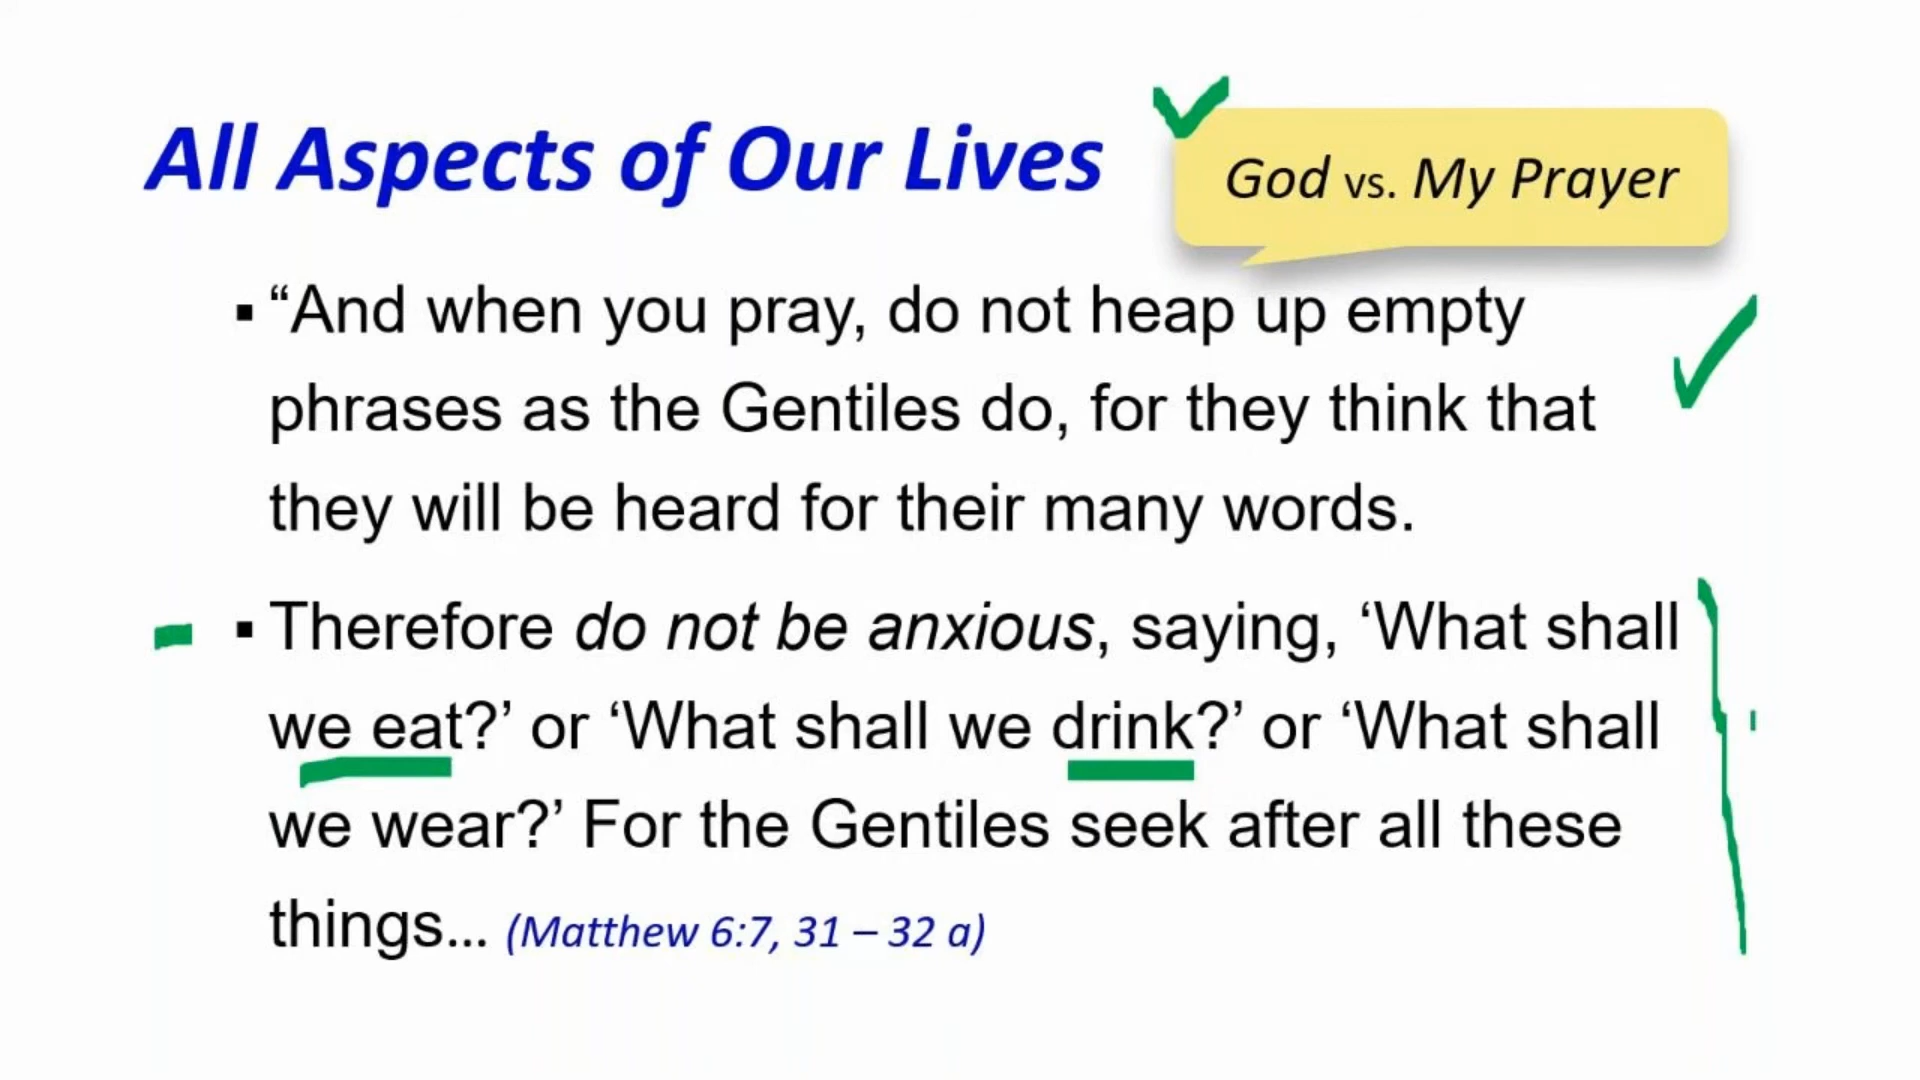 All Aspects of Our Lives
God vs. My Prayer
▪ “And when you pray, do not heap up empty
phrases as the Gentiles do, for they think that
they will be heard for their many words.
▪ Therefore do not be anxious, saying, ‘What shall
we eat?’ or ‘What shall we drink?’ or ‘What shall
we wear?’ For the Gentiles seek after all these
things... (Matthew 6:7, 31 – 32 a)